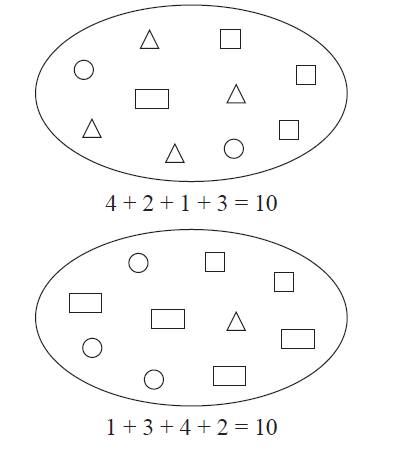 4 + 2 + 1 + 3 = 10
1 + 3 + 4 + 2 = 10